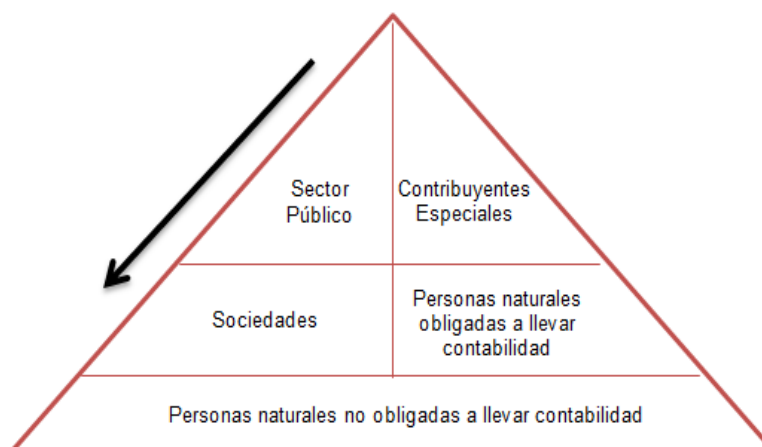 Sector
Público
Contribuyentes
Especiales
Sociedades
Personas naturales
obligadas a llevar
contabilidad
Personas naturales no obligadas a llevar contabilidad